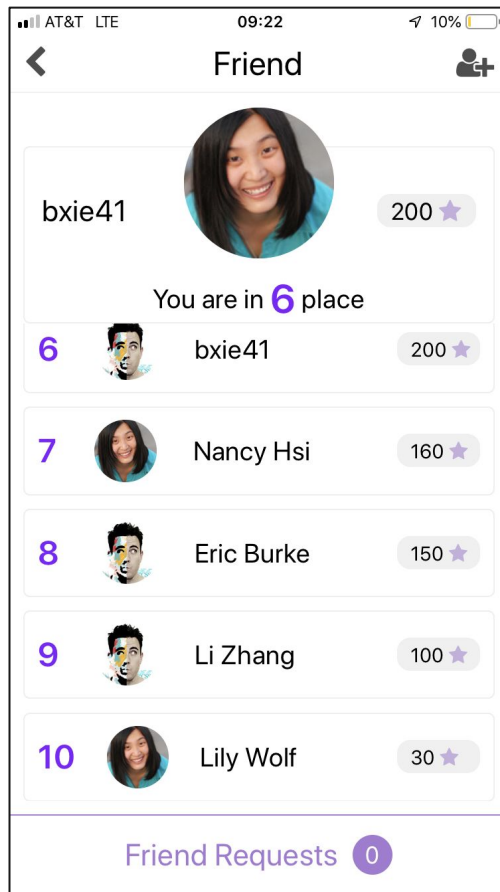 AT&T LTE 09:22 10%
Friend
bxie41 200
You are in 6 place
6 bxie41 200
7 Nancy Hsi 160
8 Eric Burke 150
9 Li Zhang 100
10 Lily Wolf 30
Friend Requests 0